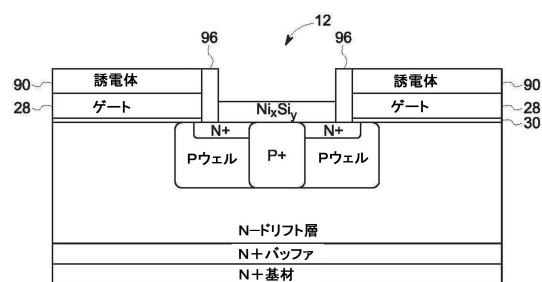 12
96 96
90 誘電体 誘電体 90
28 ゲート NixSiy ゲート 28
30
N+ N+
Pウェル P+ Pウェル
N-ドリフト層
N+バッファ
N+基材